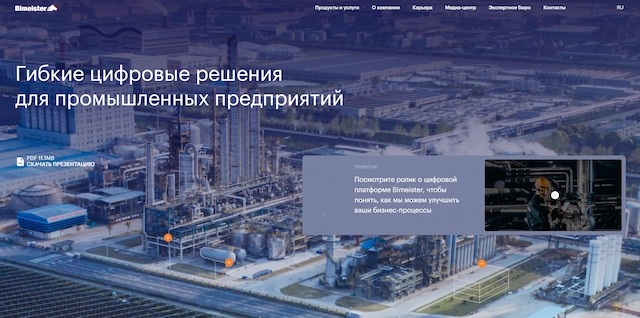 Bimeister
Продукты и услуги О компании Карьера Медиа-центр Экспертное бюро Контакты RU
Гибкие цифровые решения
для промышленных предприятий
PDF 11.1MB
СКАЧАТЬ ПРЕЗЕНТАЦИЮ
Новости
Посмотрите ролик о цифровой
платформе Bimeister, чтобы
понять, как мы можем улучшить
ваши бизнес-процессы